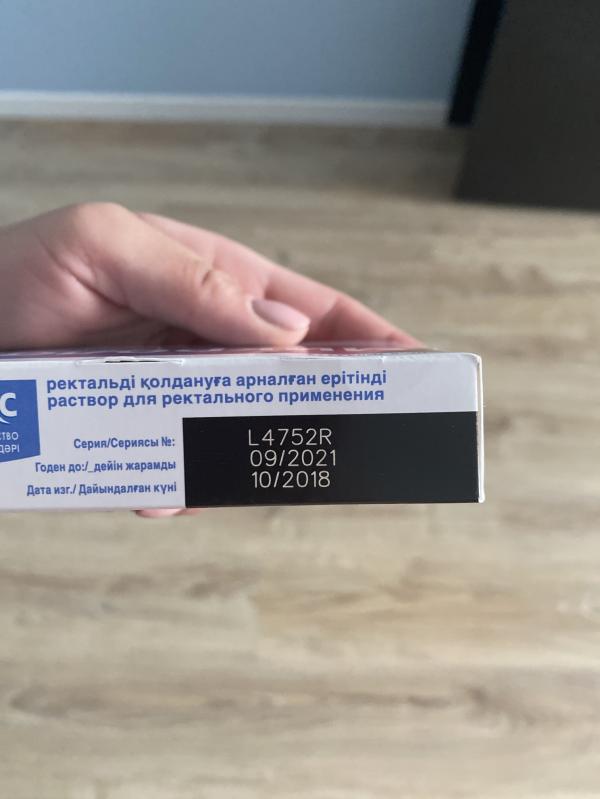 ректальді қолдануға арналған ерітінді
раствор для ректального применения
Серия/Сериясы №:
L4752R
Годен до:/_дейін жарамды
09/2021
Дата изг./ Дайындалған күні
10/2018